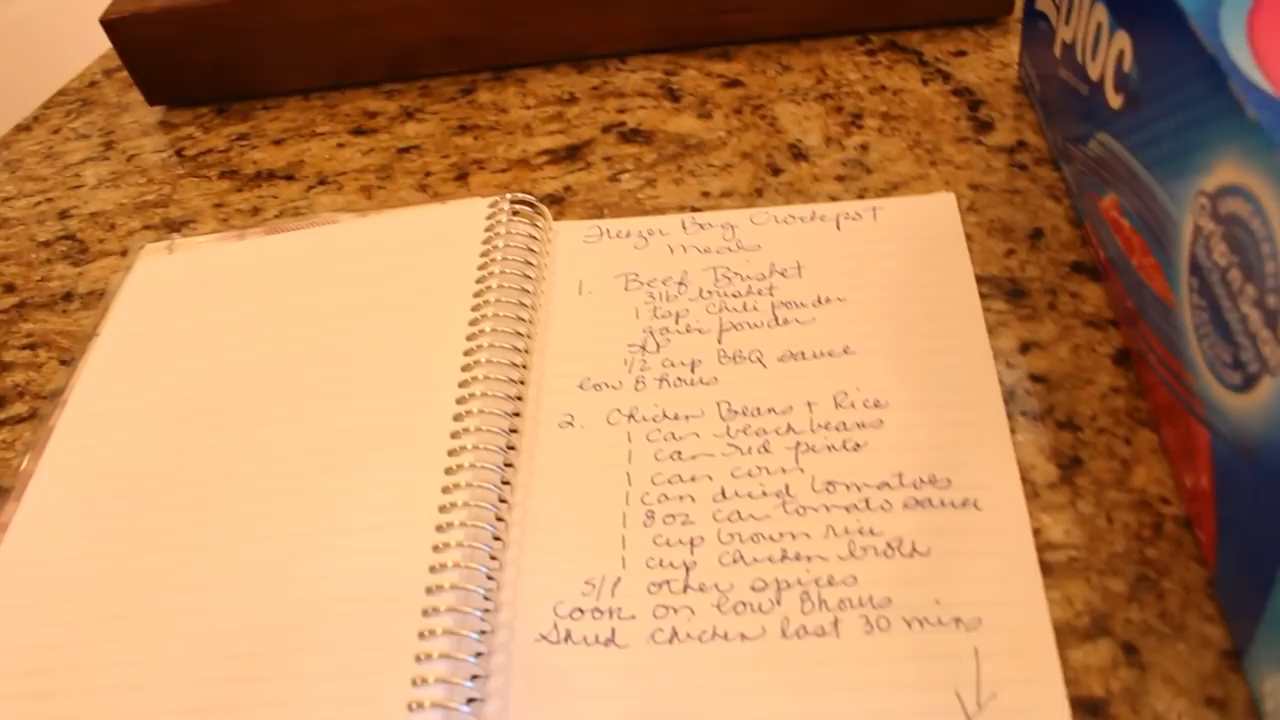 Freezer Bag Crockpot
Meals
1. Beef Brisket
3lb brisket
1 tsp chili powder
garlic powder
S/P
1/2 cup BBQ sauce
low 8 hours
2. Chicken Beans + Rice
1 can black beans
1 can red pinto
1 can corn
1 can diced tomatoes
1 8oz can tomato sauce
1 cup brown rice
1 cup chicken broth
S/P other spices
Cook on low 8 hours
Shred chicken last 30 min
Ziploc